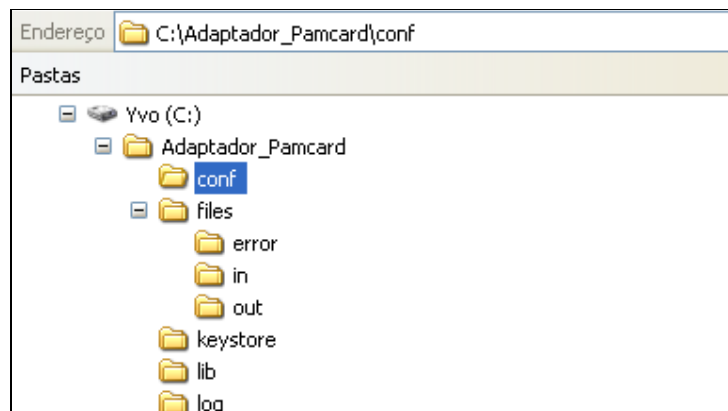 Endereço C:\Adaptador_Pamcard\conf
Pastas
Yvo (C:)
Adaptador_Pamcard
conf
files
error
in
out
keystore
lib
log